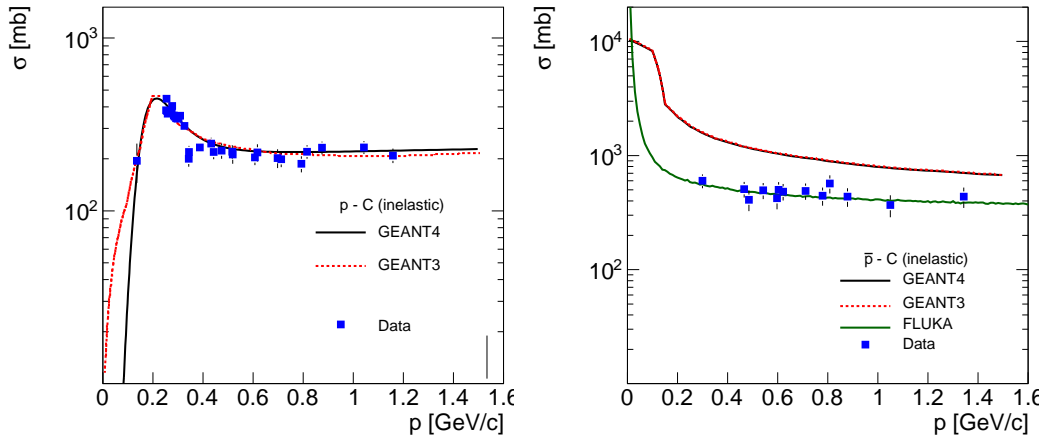 σ [mb]
10³
10²
p - C (inelastic)
GEANT4
GEANT3
Data
0 0.2 0.4 0.6 0.8 1 1.2 1.4 1.6
p [GeV/c]
σ [mb]
10⁴
10³
10²
p̅ - C (inelastic)
GEANT4
GEANT3
FLUKA
Data
0 0.2 0.4 0.6 0.8 1 1.2 1.4 1.6
p [GeV/c]